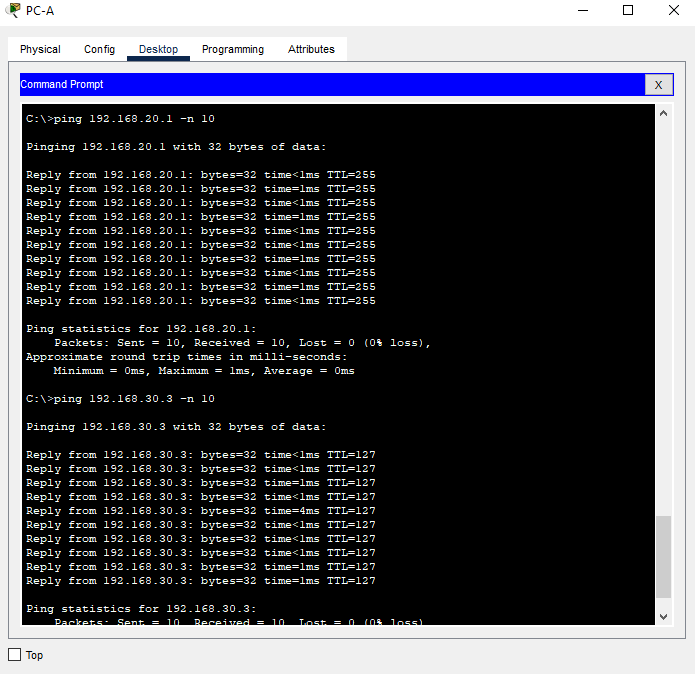 PC-A
Physical Config Desktop Programming Attributes
Command Prompt X
C:\>ping 192.168.20.1 -n 10
Pinging 192.168.20.1 with 32 bytes of data:
Reply from 192.168.20.1: bytes=32 time<1ms TTL=255
Reply from 192.168.20.1: bytes=32 time=1ms TTL=255
Reply from 192.168.20.1: bytes=32 time<1ms TTL=255
Reply from 192.168.20.1: bytes=32 time=1ms TTL=255
Reply from 192.168.20.1: bytes=32 time<1ms TTL=255
Reply from 192.168.20.1: bytes=32 time<1ms TTL=255
Reply from 192.168.20.1: bytes=32 time<1ms TTL=255
Reply from 192.168.20.1: bytes=32 time=1ms TTL=255
Reply from 192.168.20.1: bytes=32 time=1ms TTL=255
Reply from 192.168.20.1: bytes=32 time<1ms TTL=255
Ping statistics for 192.168.20.1:
Packets: Sent = 10, Received = 10, Lost = 0 (0% loss),
Approximate round trip times in milli-seconds:
Minimum = 0ms, Maximum = 1ms, Average = 0ms
C:\>ping 192.168.30.3 -n 10
Pinging 192.168.30.3 with 32 bytes of data:
Reply from 192.168.30.3: bytes=32 time<1ms TTL=127
Reply from 192.168.30.3: bytes=32 time=1ms TTL=127
Reply from 192.168.30.3: bytes=32 time<1ms TTL=127
Reply from 192.168.30.3: bytes=32 time<1ms TTL=127
Reply from 192.168.30.3: bytes=32 time=4ms TTL=127
Reply from 192.168.30.3: bytes=32 time<1ms TTL=127
Reply from 192.168.30.3: bytes=32 time=1ms TTL=127
Reply from 192.168.30.3: bytes=32 time<1ms TTL=127
Reply from 192.168.30.3: bytes=32 time<1ms TTL=127
Reply from 192.168.30.3: bytes=32 time=1ms TTL=127
Ping statistics for 192.168.30.3:
Packets: Sent = 10, Received = 10, Lost = 0 (0% loss),
Top